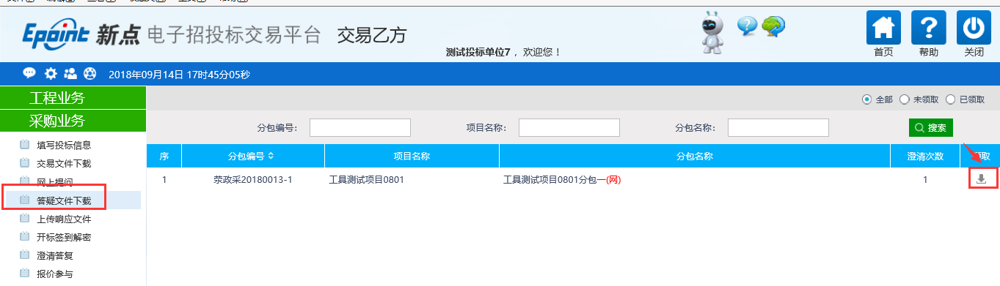 Epoint 新点 电子招投标交易平台 交易乙方
测试投标单位7 ，欢迎您！
首页 帮助 关闭
2018年09月14日 17时45分05秒
工程业务
采购业务
填写投标信息
交易文件下载
网上提问
答疑文件下载
上传响应文件
开标签到解密
澄清答复
报价参与
全部 未领取 已领取
分包编号： 项目名称： 分包名称： 搜索
序 分包编号 项目名称 分包名称 澄清次数 取
1 荥政采20180013-1 工具测试项目0801 工具测试项目0801分包一(网) 1